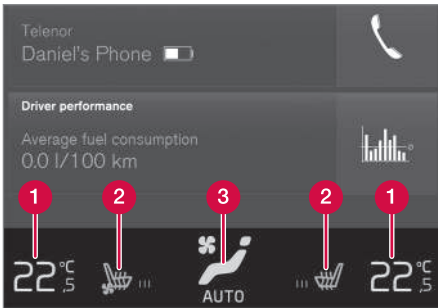 Telenor
Daniel's Phone
Driver performance
Average fuel consumption
0.0 l/100 km
1 2 3 2 1
22°C,5 22°C,5
AUTO